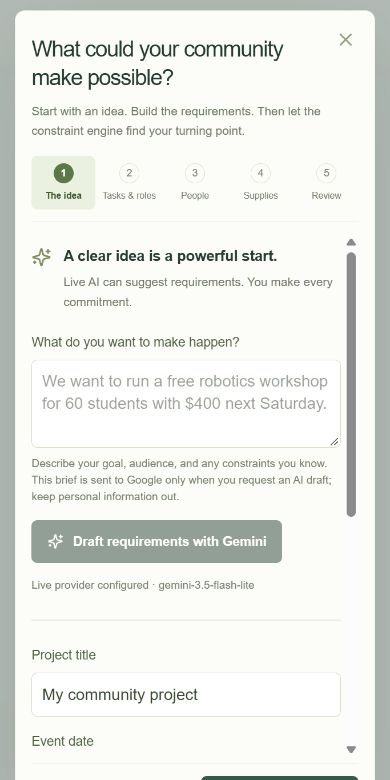 What could your community
make possible?
Start with an idea. Build the requirements. Then let the
constraint engine find your turning point.
1
The idea
2
Tasks & roles
3
People
4
Supplies
5
Review
A clear idea is a powerful start.
Live AI can suggest requirements. You make every
commitment.
What do you want to make happen?
We want to run a free robotics workshop
for 60 students with $400 next Saturday.
Describe your goal, audience, and any constraints you know.
This brief is sent to Google only when you request an AI draft;
keep personal information out.
Draft requirements with Gemini
Live provider configured · gemini-3.5-flash-lite
Project title
My community project
Event date